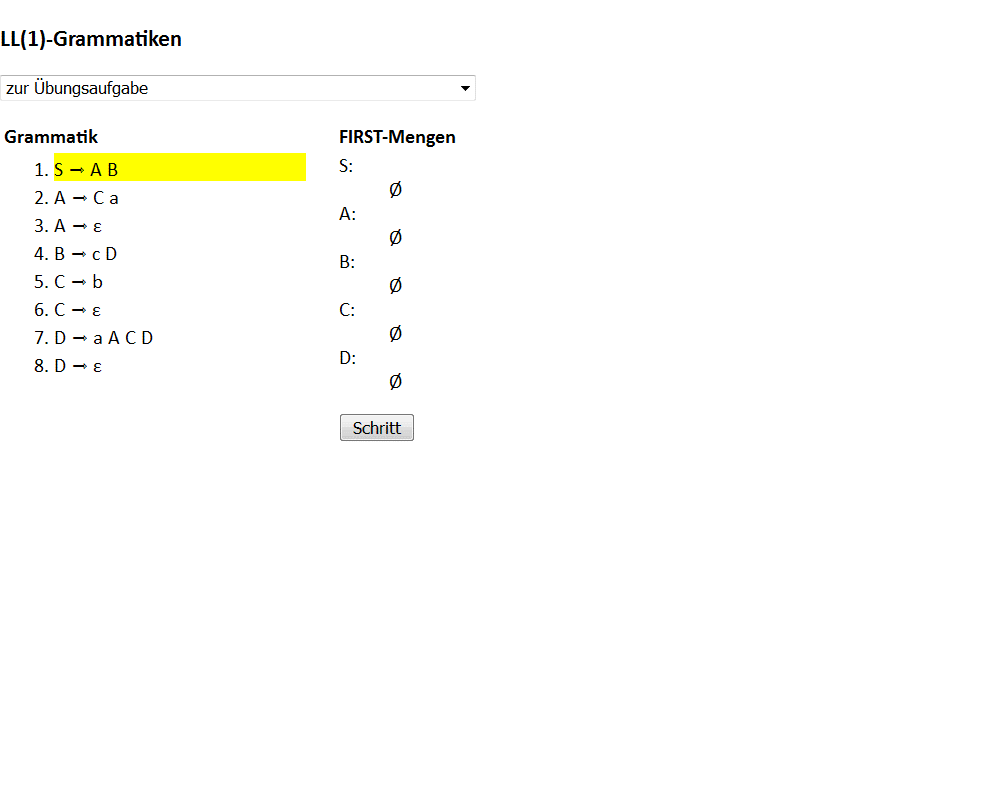 LL(1)-Grammatiken
zur Übungsaufgabe
Grammatik
1. S → A B
2. A → C a
3. A → ε
4. B → c D
5. C → b
6. C → ε
7. D → a A C D
8. D → ε
FIRST-Mengen
S:
∅
A:
∅
B:
∅
C:
∅
D:
∅
Schritt